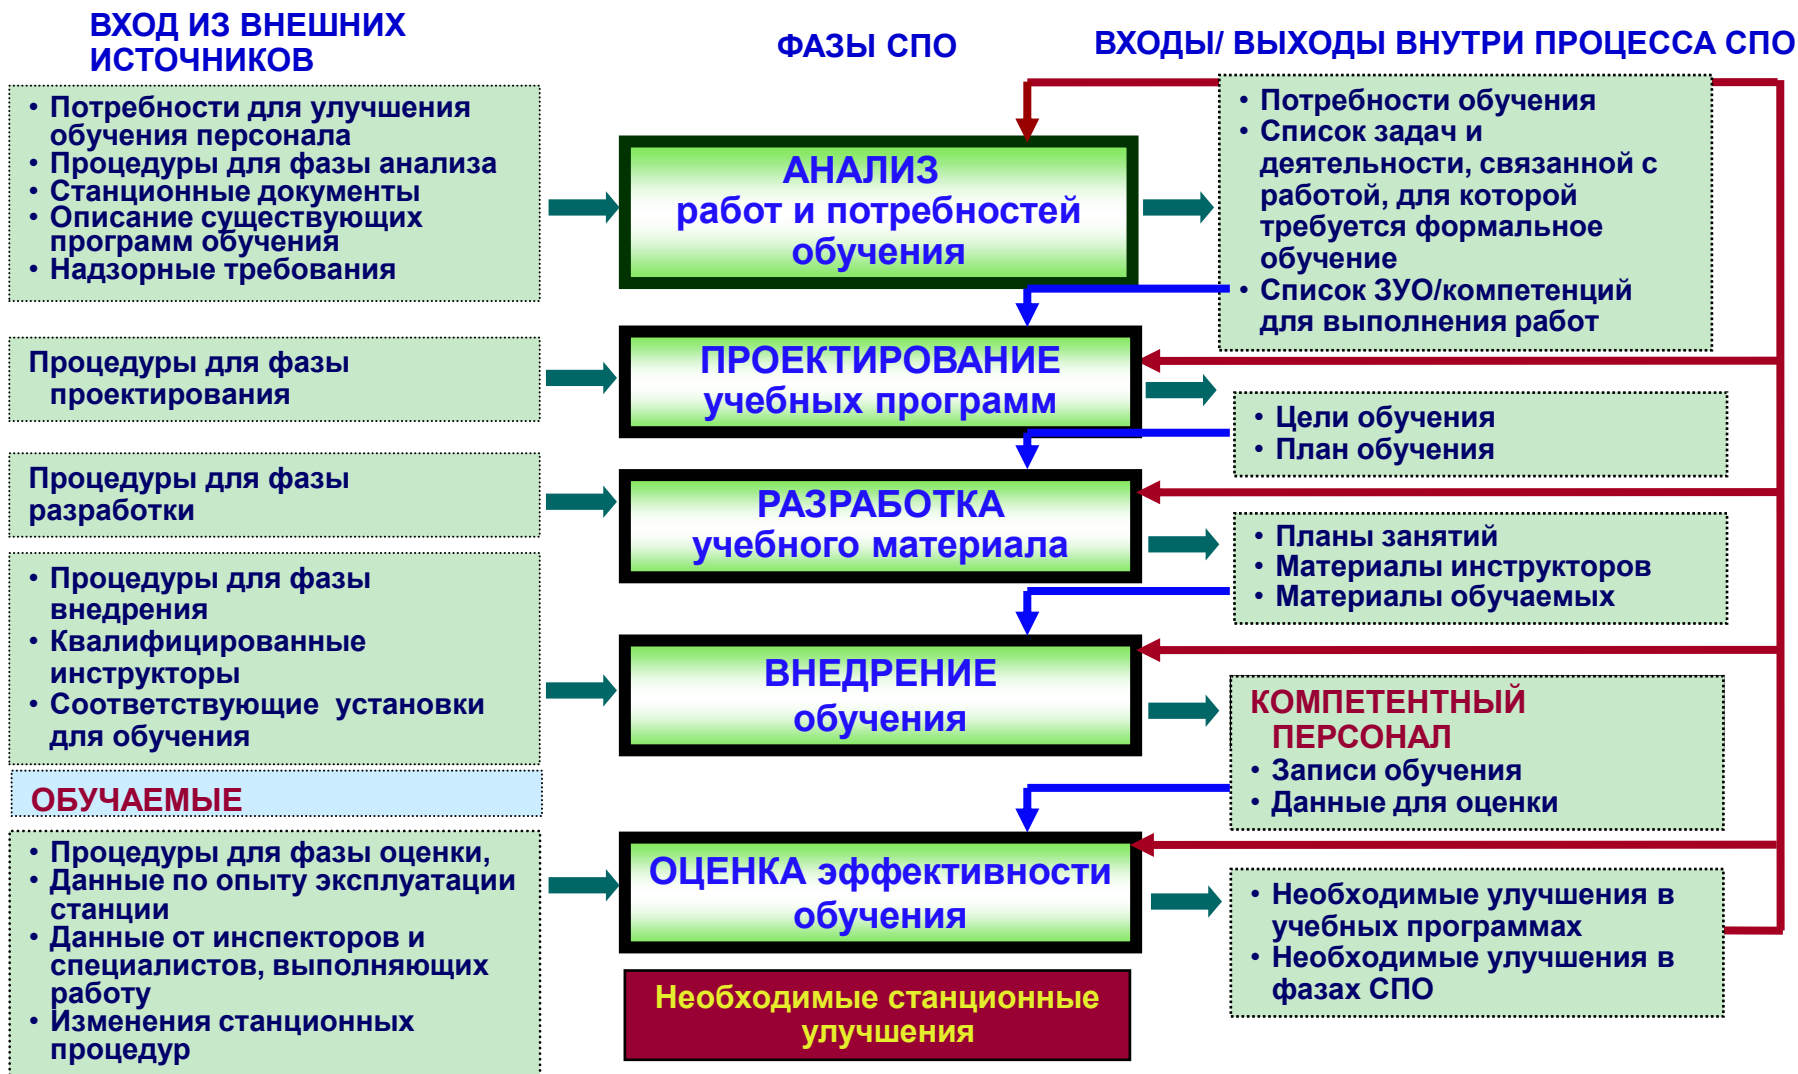 ВХОД ИЗ ВНЕШНИХ
ИСТОЧНИКОВ
ФАЗЫ СПО
ВХОДЫ/ ВЫХОДЫ ВНУТРИ ПРОЦЕССА СПО
• Потребности для улучшения
обучения персонала
• Процедуры для фазы анализа
• Станционные документы
• Описание существующих
программ обучения
• Надзорные требования
АНАЛИЗ
работ и потребностей
обучения
• Потребности обучения
• Список задач и
деятельности, связанной с
работой, для которой
требуется формальное
обучение
• Список ЗУО/компетенций
для выполнения работ
Процедуры для фазы
проектирования
ПРОЕКТИРОВАНИЕ
учебных программ
• Цели обучения
• План обучения
Процедуры для фазы
разработки
РАЗРАБОТКА
учебного материала
• Планы занятий
• Материалы инструкторов
• Материалы обучаемых
• Процедуры для фазы
внедрения
• Квалифицированные
инструкторы
• Соответствующие установки
для обучения
ОБУЧАЕМЫЕ
ВНЕДРЕНИЕ
обучения
КОМПЕТЕНТНЫЙ
ПЕРСОНАЛ
• Записи обучения
• Данные для оценки
• Процедуры для фазы оценки,
• Данные по опыту эксплуатации
станции
• Данные от инспекторов и
специалистов, выполняющих
работу
• Изменения станционных
процедур
ОЦЕНКА эффективности
обучения
• Необходимые улучшения в
учебных программах
• Необходимые улучшения в
фазах СПО
Необходимые станционные
улучшения